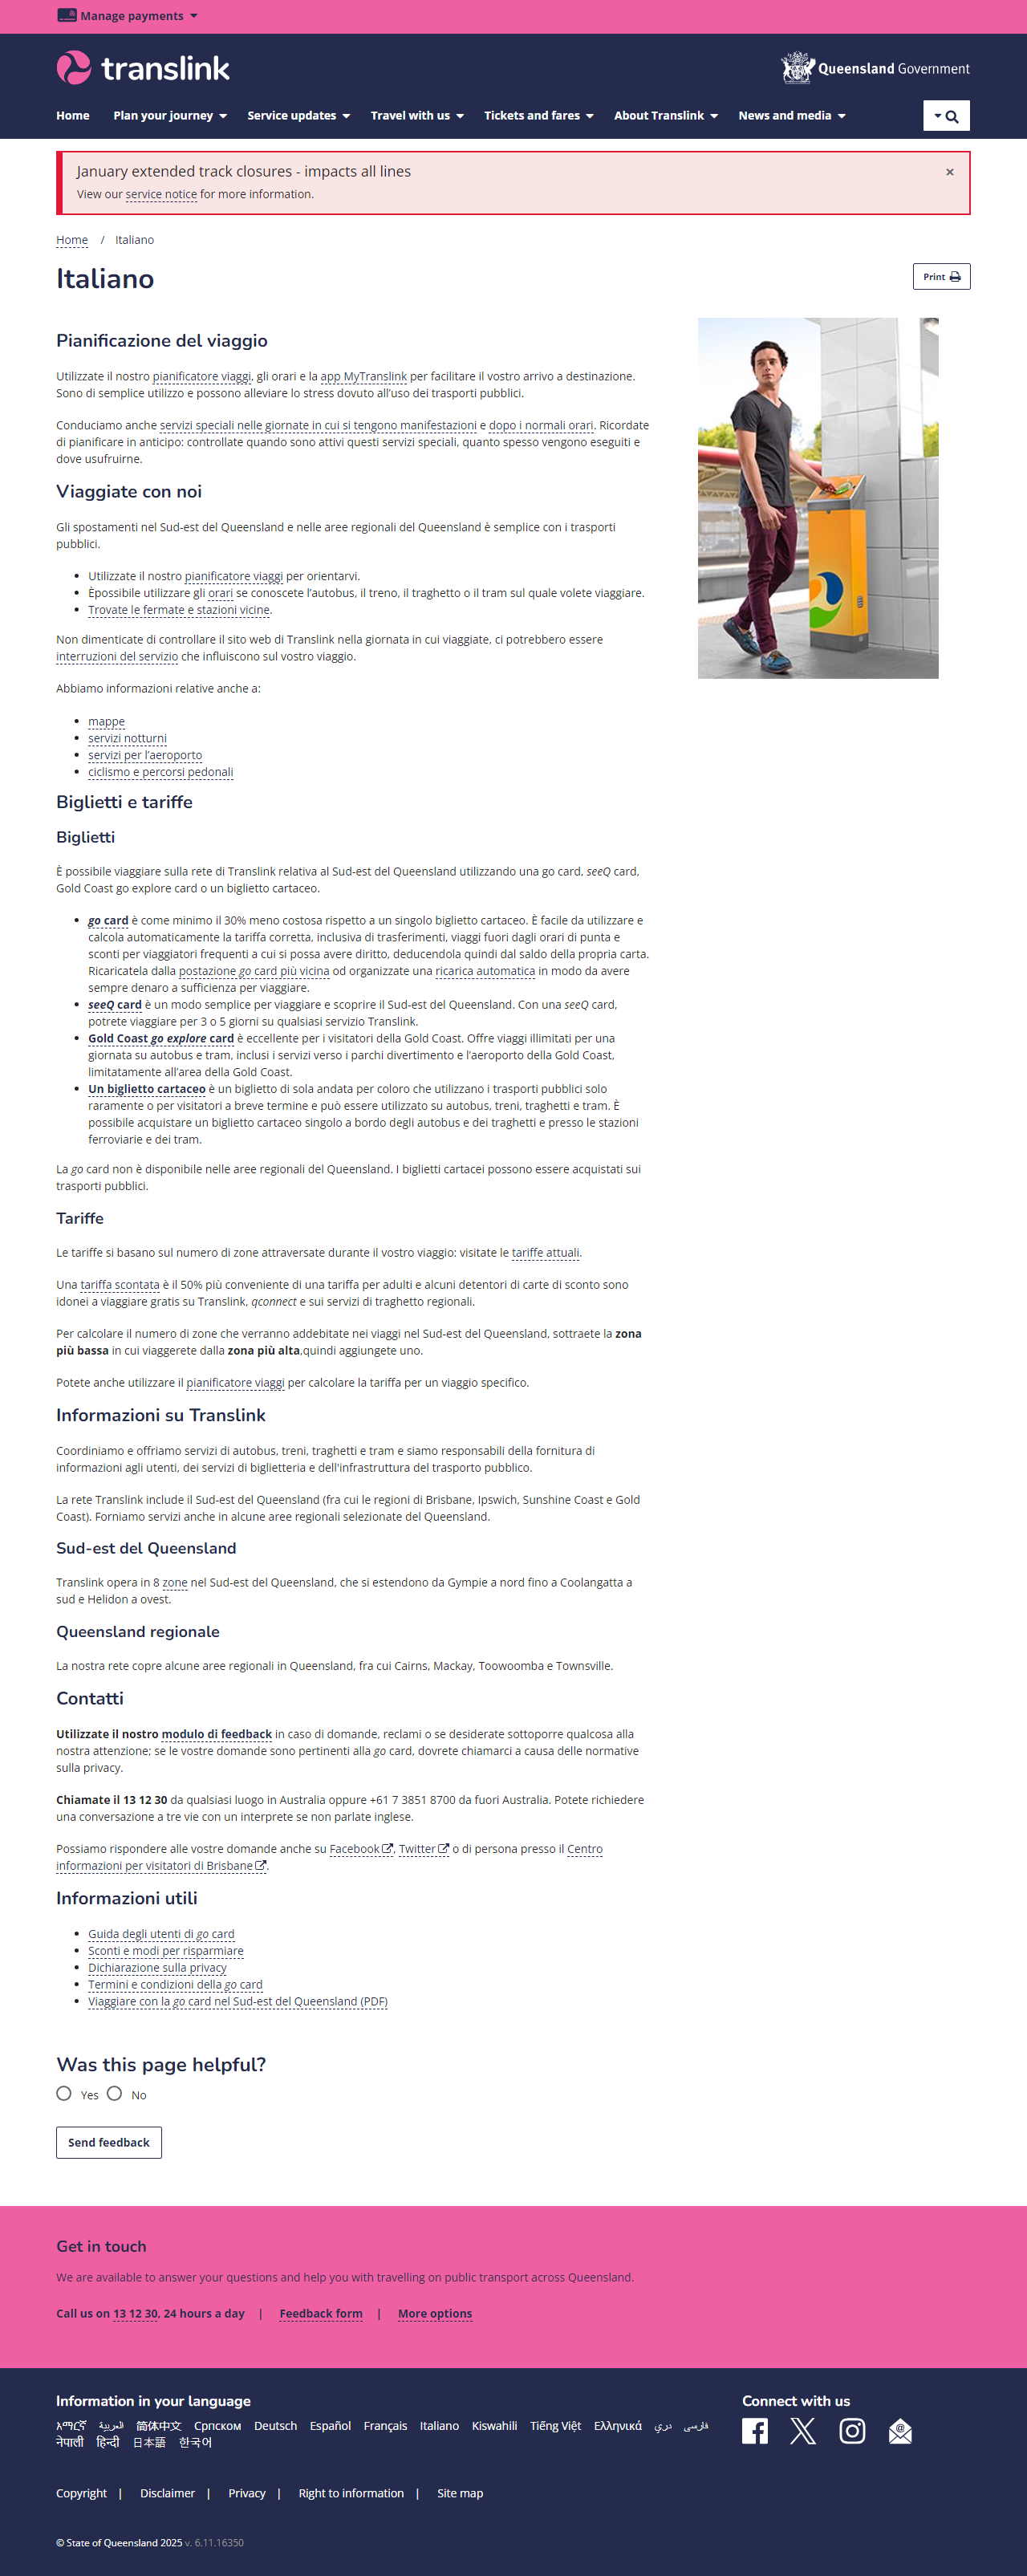 Manage payments
translink
Queensland Government
Home Plan your journey Service updates Travel with us Tickets and fares About Translink News and media
January extended track closures - impacts all lines
×
View our service notice for more information.
Home / Italiano
Italiano
Print
Pianificazione del viaggio
Utilizzate il nostro pianificatore viaggi, gli orari e la app MyTranslink per facilitare il vostro arrivo a destinazione.
Sono di semplice utilizzo e possono alleviare lo stress dovuto all'uso dei trasporti pubblici.
Conduciamo anche servizi speciali nelle giornate in cui si tengono manifestazioni e dopo i normali orari. Ricordate
di pianificare in anticipo: controllate quando sono attivi questi servizi speciali, quanto spesso vengono eseguiti e
dove usufruirne.
Viaggiate con noi
Gli spostamenti nel Sud-est del Queensland e nelle aree regionali del Queensland è semplice con i trasporti
pubblici.
• Utilizzate il nostro pianificatore viaggi per orientarvi.
• Èpossibile utilizzare gli orari se conoscete l'autobus, il treno, il traghetto o il tram sul quale volete viaggiare.
• Trovate le fermate e stazioni vicine.
Non dimenticate di controllare il sito web di Translink nella giornata in cui viaggiate, ci potrebbero essere
interruzioni del servizio che influiscono sul vostro viaggio.
Abbiamo informazioni relative anche a:
• mappe
• servizi notturni
• servizi per l'aeroporto
• ciclismo e percorsi pedonali
Biglietti e tariffe
Biglietti
È possibile viaggiare sulla rete di Translink relativa al Sud-est del Queensland utilizzando una go card, seeQ card,
Gold Coast go explore card o un biglietto cartaceo.
• go card è come minimo il 30% meno costosa rispetto a un singolo biglietto cartaceo. È facile da utilizzare e
calcola automaticamente la tariffa corretta, inclusiva di trasferimenti, viaggi fuori dagli orari di punta e
sconti per viaggiatori frequenti a cui si possa avere diritto, deducendola quindi dal saldo della propria carta.
Ricaricatela dalla postazione go card più vicina od organizzate una ricarica automatica in modo da avere
sempre denaro a sufficienza per viaggiare.
• seeQ card è un modo semplice per viaggiare e scoprire il Sud-est del Queensland. Con una seeQ card,
potrete viaggiare per 3 o 5 giorni su qualsiasi servizio Translink.
• Gold Coast go explore card è eccellente per i visitatori della Gold Coast. Offre viaggi illimitati per una
giornata su autobus e tram, inclusi i servizi verso i parchi divertimento e l'aeroporto della Gold Coast,
limitatamente all'area della Gold Coast.
• Un biglietto cartaceo è un biglietto di sola andata per coloro che utilizzano i trasporti pubblici solo
raramente o per visitatori a breve termine e può essere utilizzato su autobus, treni, traghetti e tram. È
possibile acquistare un biglietto cartaceo singolo a bordo degli autobus e dei traghetti e presso le stazioni
ferroviarie e dei tram.
La go card non è disponibile nelle aree regionali del Queensland. I biglietti cartacei possono essere acquistati sui
trasporti pubblici.
Tariffe
Le tariffe si basano sul numero di zone attraversate durante il vostro viaggio: visitate le tariffe attuali.
Una tariffa scontata è il 50% più conveniente di una tariffa per adulti e alcuni detentori di carte di sconto sono
idonei a viaggiare gratis su Translink, qconnect e sui servizi di traghetto regionali.
Per calcolare il numero di zone che verranno addebitate nei viaggi nel Sud-est del Queensland, sottraete la zona
più bassa in cui viaggerete dalla zona più alta,quindi aggiungete uno.
Potete anche utilizzare il pianificatore viaggi per calcolare la tariffa per un viaggio specifico.
Informazioni su Translink
Coordiniamo e offriamo servizi di autobus, treni, traghetti e tram e siamo responsabili della fornitura di
informazioni agli utenti, dei servizi di biglietteria e dell'infrastruttura del trasporto pubblico.
La rete Translink include il Sud-est del Queensland (fra cui le regioni di Brisbane, Ipswich, Sunshine Coast e Gold
Coast). Forniamo servizi anche in alcune aree regionali selezionate del Queensland.
Sud-est del Queensland
Translink opera in 8 zone nel Sud-est del Queensland, che si estendono da Gympie a nord fino a Coolangatta a
sud e Helidon a ovest.
Queensland regionale
La nostra rete copre alcune aree regionali in Queensland, fra cui Cairns, Mackay, Toowoomba e Townsville.
Contatti
Utilizzate il nostro modulo di feedback in caso di domande, reclami o se desiderate sottoporre qualcosa alla
nostra attenzione; se le vostre domande sono pertinenti alla go card, dovrete chiamarci a causa delle normative
sulla privacy.
Chiamate il 13 12 30 da qualsiasi luogo in Australia oppure +61 7 3851 8700 da fuori Australia. Potete richiedere
una conversazione a tre vie con un interprete se non parlate inglese.
Possiamo rispondere alle vostre domande anche su Facebook, Twitter o di persona presso il Centro
informazioni per visitatori di Brisbane.
Informazioni utili
• Guida degli utenti di go card
• Sconti e modi per risparmiare
• Dichiarazione sulla privacy
• Termini e condizioni della go card
• Viaggiare con la go card nel Sud-est del Queensland (PDF)
Was this page helpful?
Yes No
Send feedback
Get in touch
We are available to answer your questions and help you with travelling on public transport across Queensland.
Call us on 13 12 30, 24 hours a day | Feedback form | More options
Information in your language
Connect with us
አማርኛ العربية 简体中文 Српском Deutsch Español Français Italiano Kiswahili Tiếng Việt Ελληνικά دري فارسی
नेपाली हिन्दी 日本語 한국어
Copyright | Disclaimer | Privacy | Right to information | Site map
© State of Queensland 2025 v. 6.11.16350